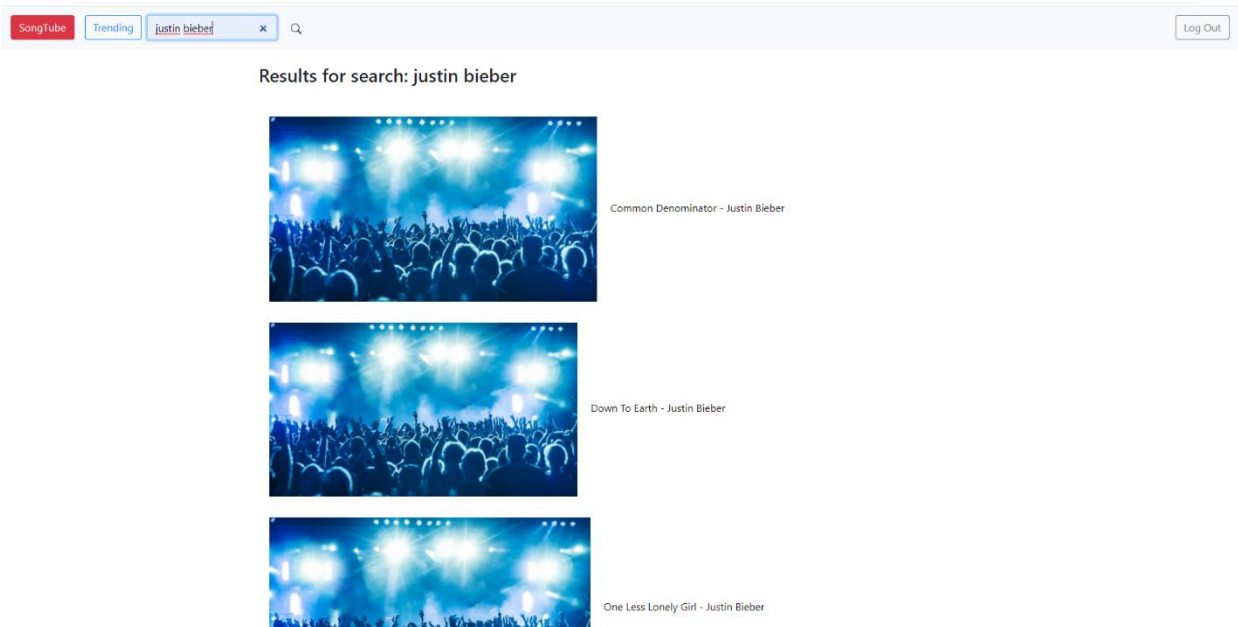 SongTube Trending justin bieber × Log Out
Results for search: justin bieber
Common Denominator - Justin Bieber
Down To Earth - Justin Bieber
One Less Lonely Girl - Justin Bieber